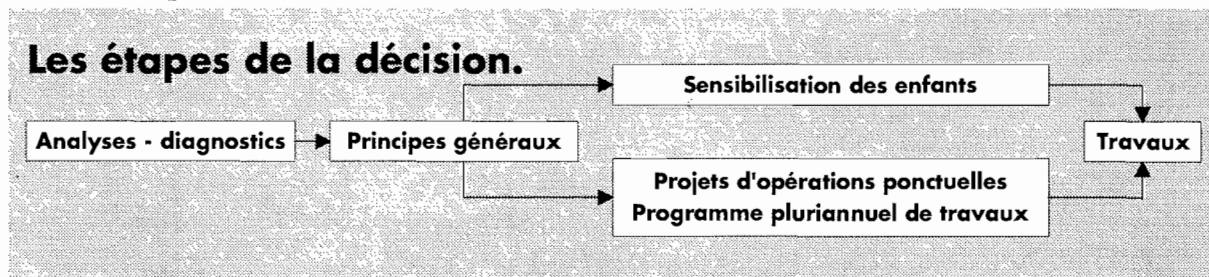 Les étapes de la décision.
Analyses - diagnostics
Principes généraux
Sensibilisation des enfants
Projets d'opérations ponctuelles
Programme pluriannuel de travaux
Travaux